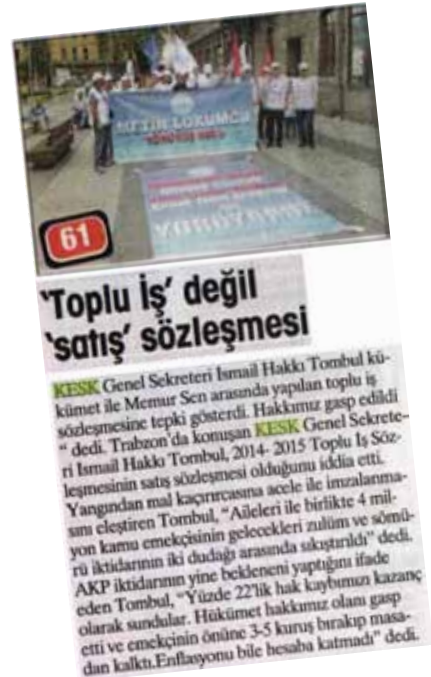 METİN LOKUMCU
YÜRÜYORUZ
61
‘Toplu İş’ değil
‘satış’ sözleşmesi
KESK Genel Sekreteri İsmail Hakkı Tombul kü-
kümet ile Memur Sen arasında yapılan toplu iş
sözleşmesine tepki gösterdi. Hakkımız gasp edildi
“ dedi. Trabzon'da konuşan KESK Genel Sekrete-
ri İsmail Hakkı Tombul, 2014- 2015 Toplu İş Söz-
leşmesinin satış sözleşmesi olduğunu iddia etti.
Yangından mal kaçırırcasına acele ile imzalanma-
sını eleştiren Tombul, “Aileleri ile birlikte 4 mil-
yon kamu emekçisinin gelecekleri zulüm ve sömü-
rü iktidarının iki dudağı arasında sıkıştırıldı” dedi.
AKP iktidarının yine bekleneni yaptığını ifade
eden Tombul, “Yüzde 22'lik hak kaybımızı kazanç
olarak sundular. Hükümet hakkımız olanı gasp
etti ve emekçinin önüne 3-5 kuruş bırakıp masa-
dan kalktı.Enflasyonu bile hesaba katmadı” dedi.